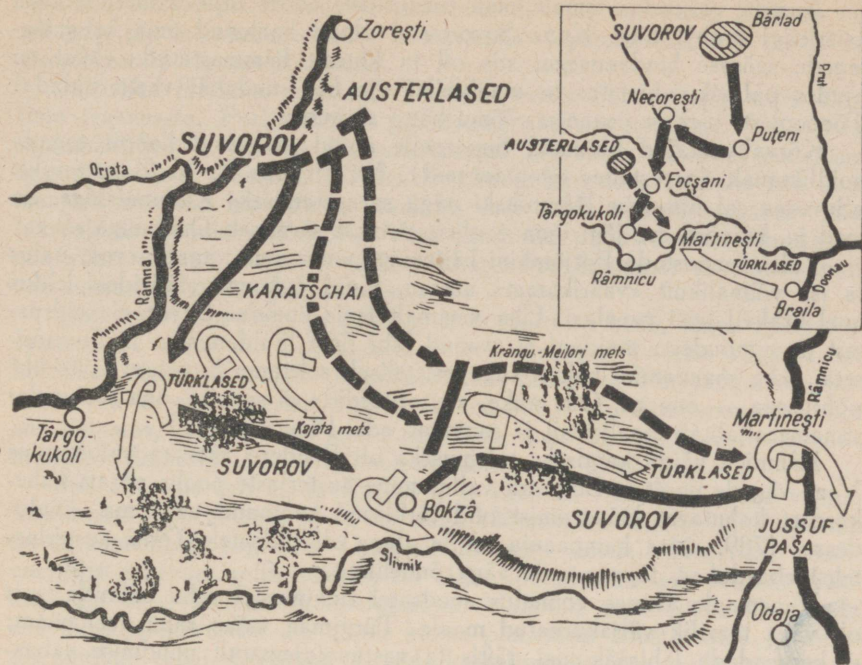 Zorești
AUSTERLASED
SUVOROV
Orjata
Râmna
KARATSCHAI
TÜRKLASED
Kajata mets
Târgo
kukoli
SUVOROV
Krângu-Meilori mets
TÜRKLASED
Bokzâ
SUVOROV
Slivnik
Râmnicu
Martinești
JUSSUF-
PAŠA
Odaja
Bârlad
SUVOROV
Prut
Necorești
Puțeni
AUSTERLASED
Focșani
Târgokukoli
Martinești
Râmnicu
TÜRKLASED
Doonau
Braila